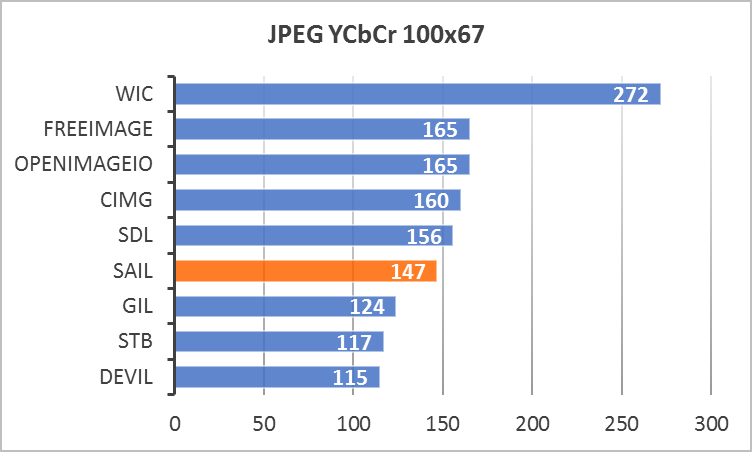 JPEG YCbCr 100x67
WIC 272
FREEIMAGE 165
OPENIMAGEIO 165
CIMG 160
SDL 156
SAIL 147
GIL 124
STB 117
DEVIL 115
0 50 100 150 200 250 300